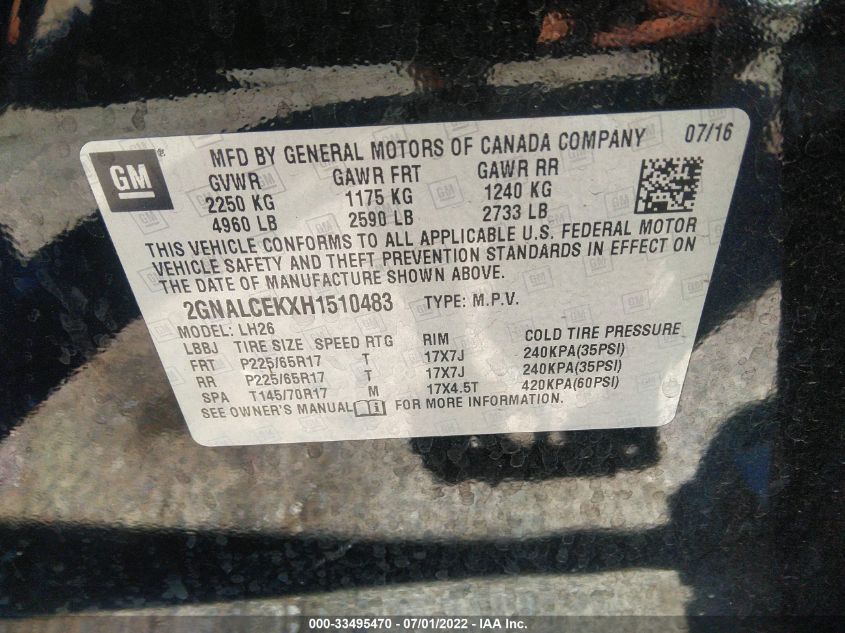 GM
MFD BY GENERAL MOTORS OF CANADA COMPANY 07/16
GVWR GAWR FRT GAWR RR
2250 KG 1175 KG 1240 KG
4960 LB 2590 LB 2733 LB
THIS VEHICLE CONFORMS TO ALL APPLICABLE U.S. FEDERAL MOTOR
VEHICLE SAFETY AND THEFT PREVENTION STANDARDS IN EFFECT ON
THE DATE OF MANUFACTURE SHOWN ABOVE.
2GNALCEKXH1510483 TYPE: M.P.V.
MODEL: LH26
LBBJ TIRE SIZE SPEED RTG RIM COLD TIRE PRESSURE
FRT P225/65R17 T 17X7J 240KPA(35PSI)
RR P225/65R17 T 17X7J 240KPA(35PSI)
SPA T145/70R17 M 17X4.5T 420KPA(60PSI)
SEE OWNER'S MANUAL FOR MORE INFORMATION.
000-33495470 - 07/01/2022 - IAA Inc.